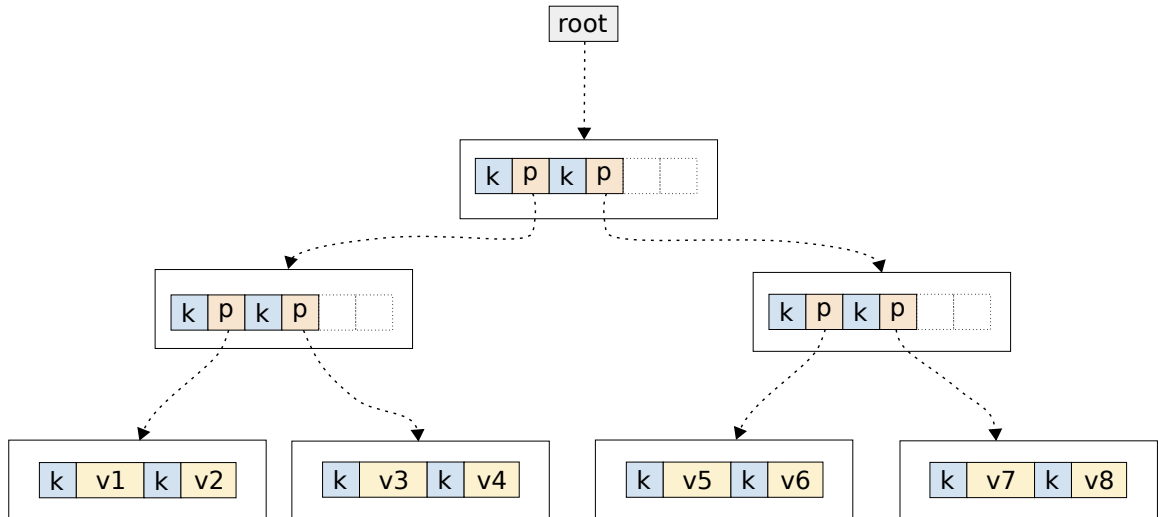 root
k p k p
k p k p
k p k p
k v1 k v2
k v3 k v4
k v5 k v6
k v7 k v8